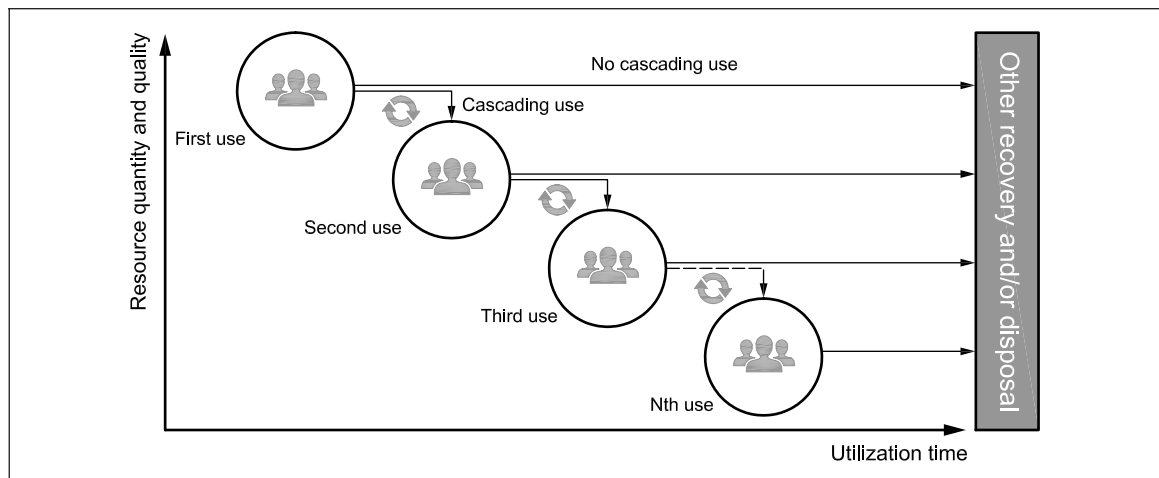 Resource quantity and quality
No cascading use
Cascading use
First use
Second use
Third use
Nth use
Utilization time
Other recovery and/or disposal